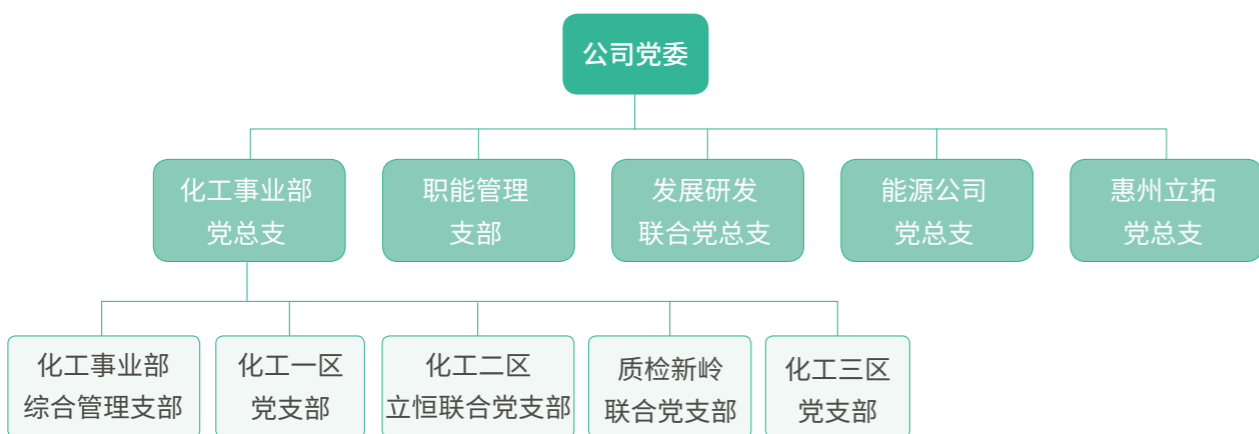 公司党委
化工事业部
党总支
职能管理
支部
发展研发
联合党总支
能源公司
党总支
惠州立拓
党总支
化工事业部
综合管理支部
化工一区
党支部
化工二区
立恒联合党支部
质检新岭
联合党支部
化工三区
党支部